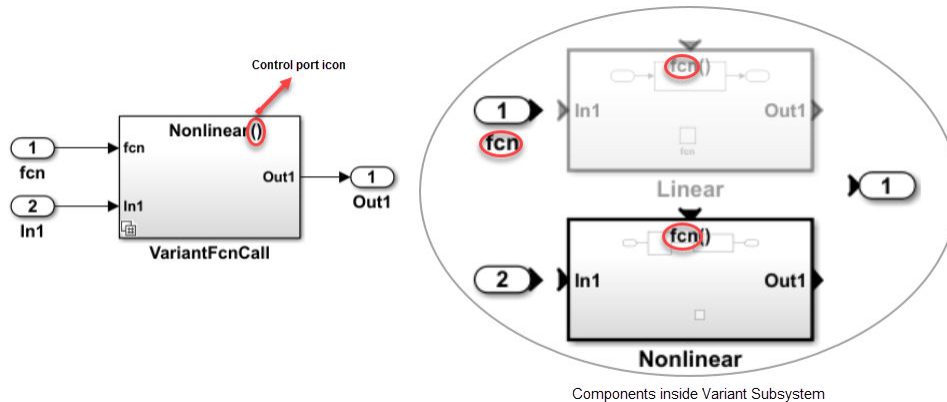 Control port icon
Nonlinear()
1
fcn
fcn
Out1
1
Out1
2
In1
In1
VariantFcnCall
fcn()
1
In1
Out1
fcn
fcn
Linear
1
fcn()
2
In1
Out1
Nonlinear
Components inside Variant Subsystem